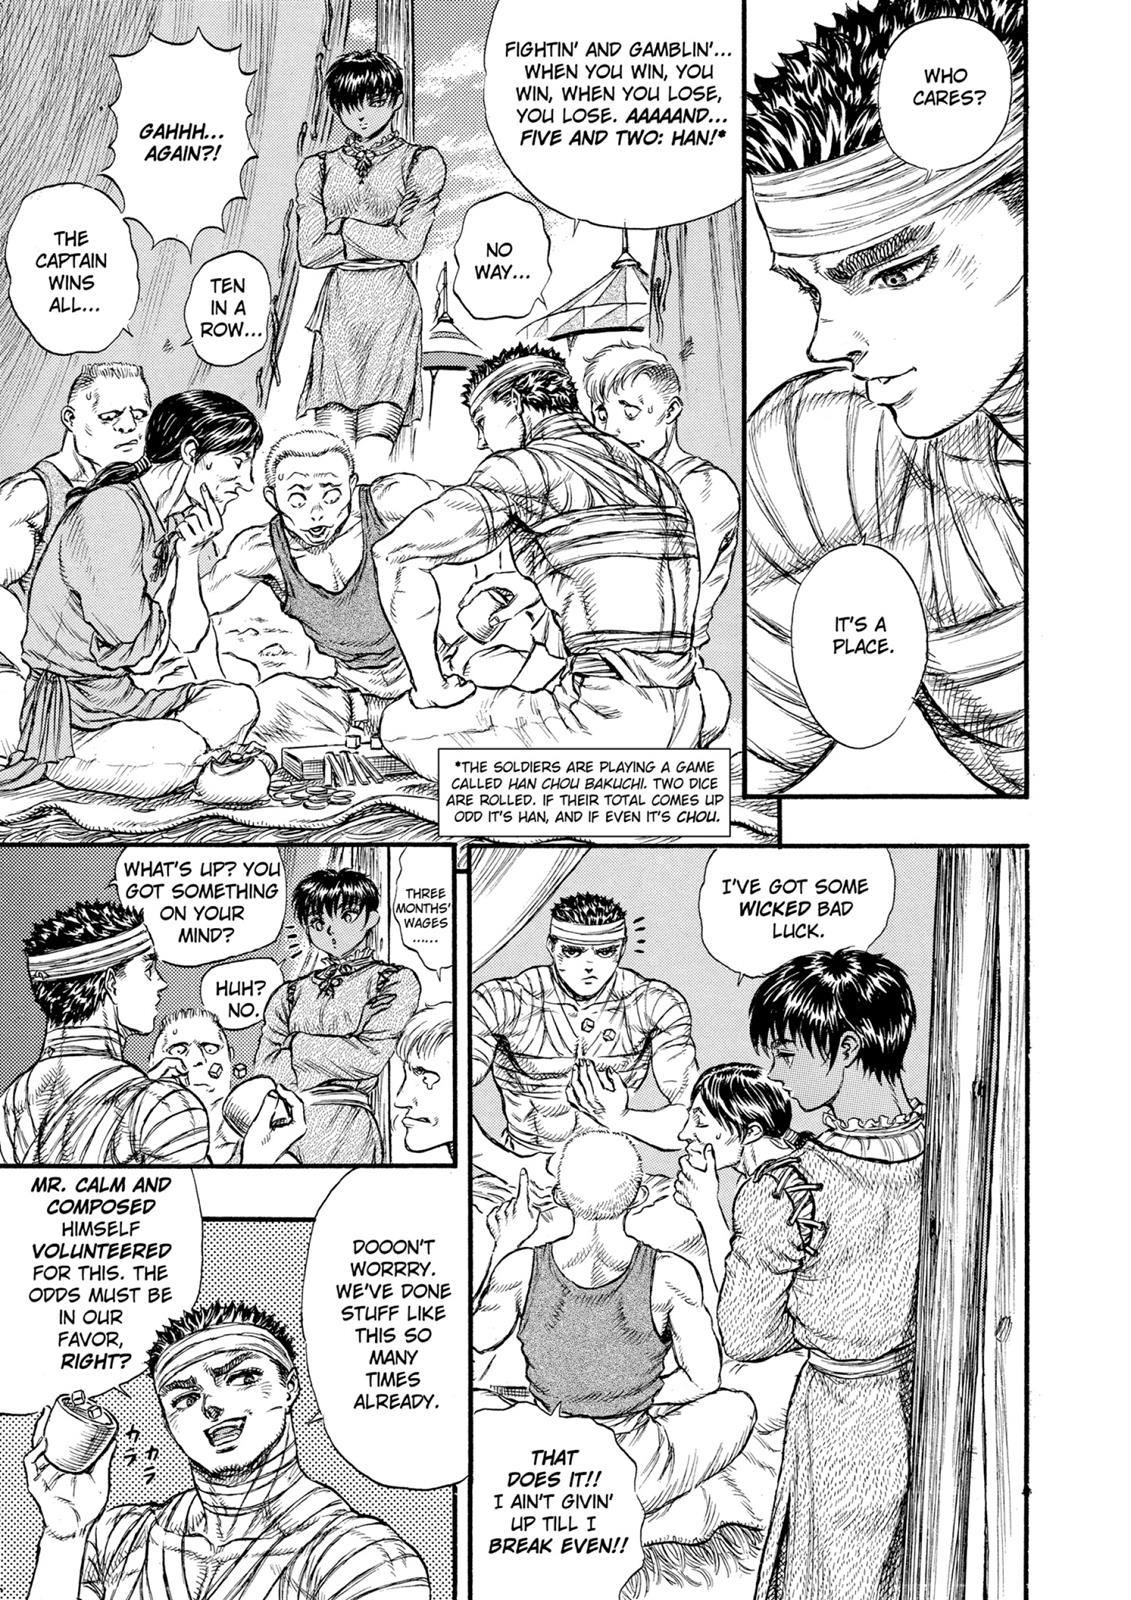 WHO
CARES?
IT'S A
PLACE.
FIGHTIN' AND GAMBLIN'...
WHEN YOU WIN, YOU
WIN, WHEN YOU LOSE,
YOU LOSE. AAAAAND...
FIVE AND TWO: HAN!*
NO
WAY...
GAHHH...
AGAIN?!
TEN
IN A
ROW...
THE
CAPTAIN
WINS
ALL...
*THE SOLDIERS ARE PLAYING A GAME
CALLED HAN CHOU BAKUCHI. TWO DICE
ARE ROLLED. IF THEIR TOTAL COMES UP
ODD IT'S HAN, AND IF EVEN IT'S CHOU.
I'VE GOT SOME
WICKED BAD
LUCK.
THAT
DOES IT!!
I AIN'T GIVIN'
UP TILL I
BREAK EVEN!!
THREE
MONTHS'
WAGES
......
WHAT'S UP? YOU
GOT SOMETHING
ON YOUR
MIND?
HUH?
NO.
DOOON'T
WORRRY.
WE'VE DONE
STUFF LIKE
THIS SO
MANY
TIMES
ALREADY.
MR. CALM AND
COMPOSED
HIMSELF
VOLUNTEERED
FOR THIS. THE
ODDS MUST BE
IN OUR
FAVOR,
RIGHT?
カラ
カラ